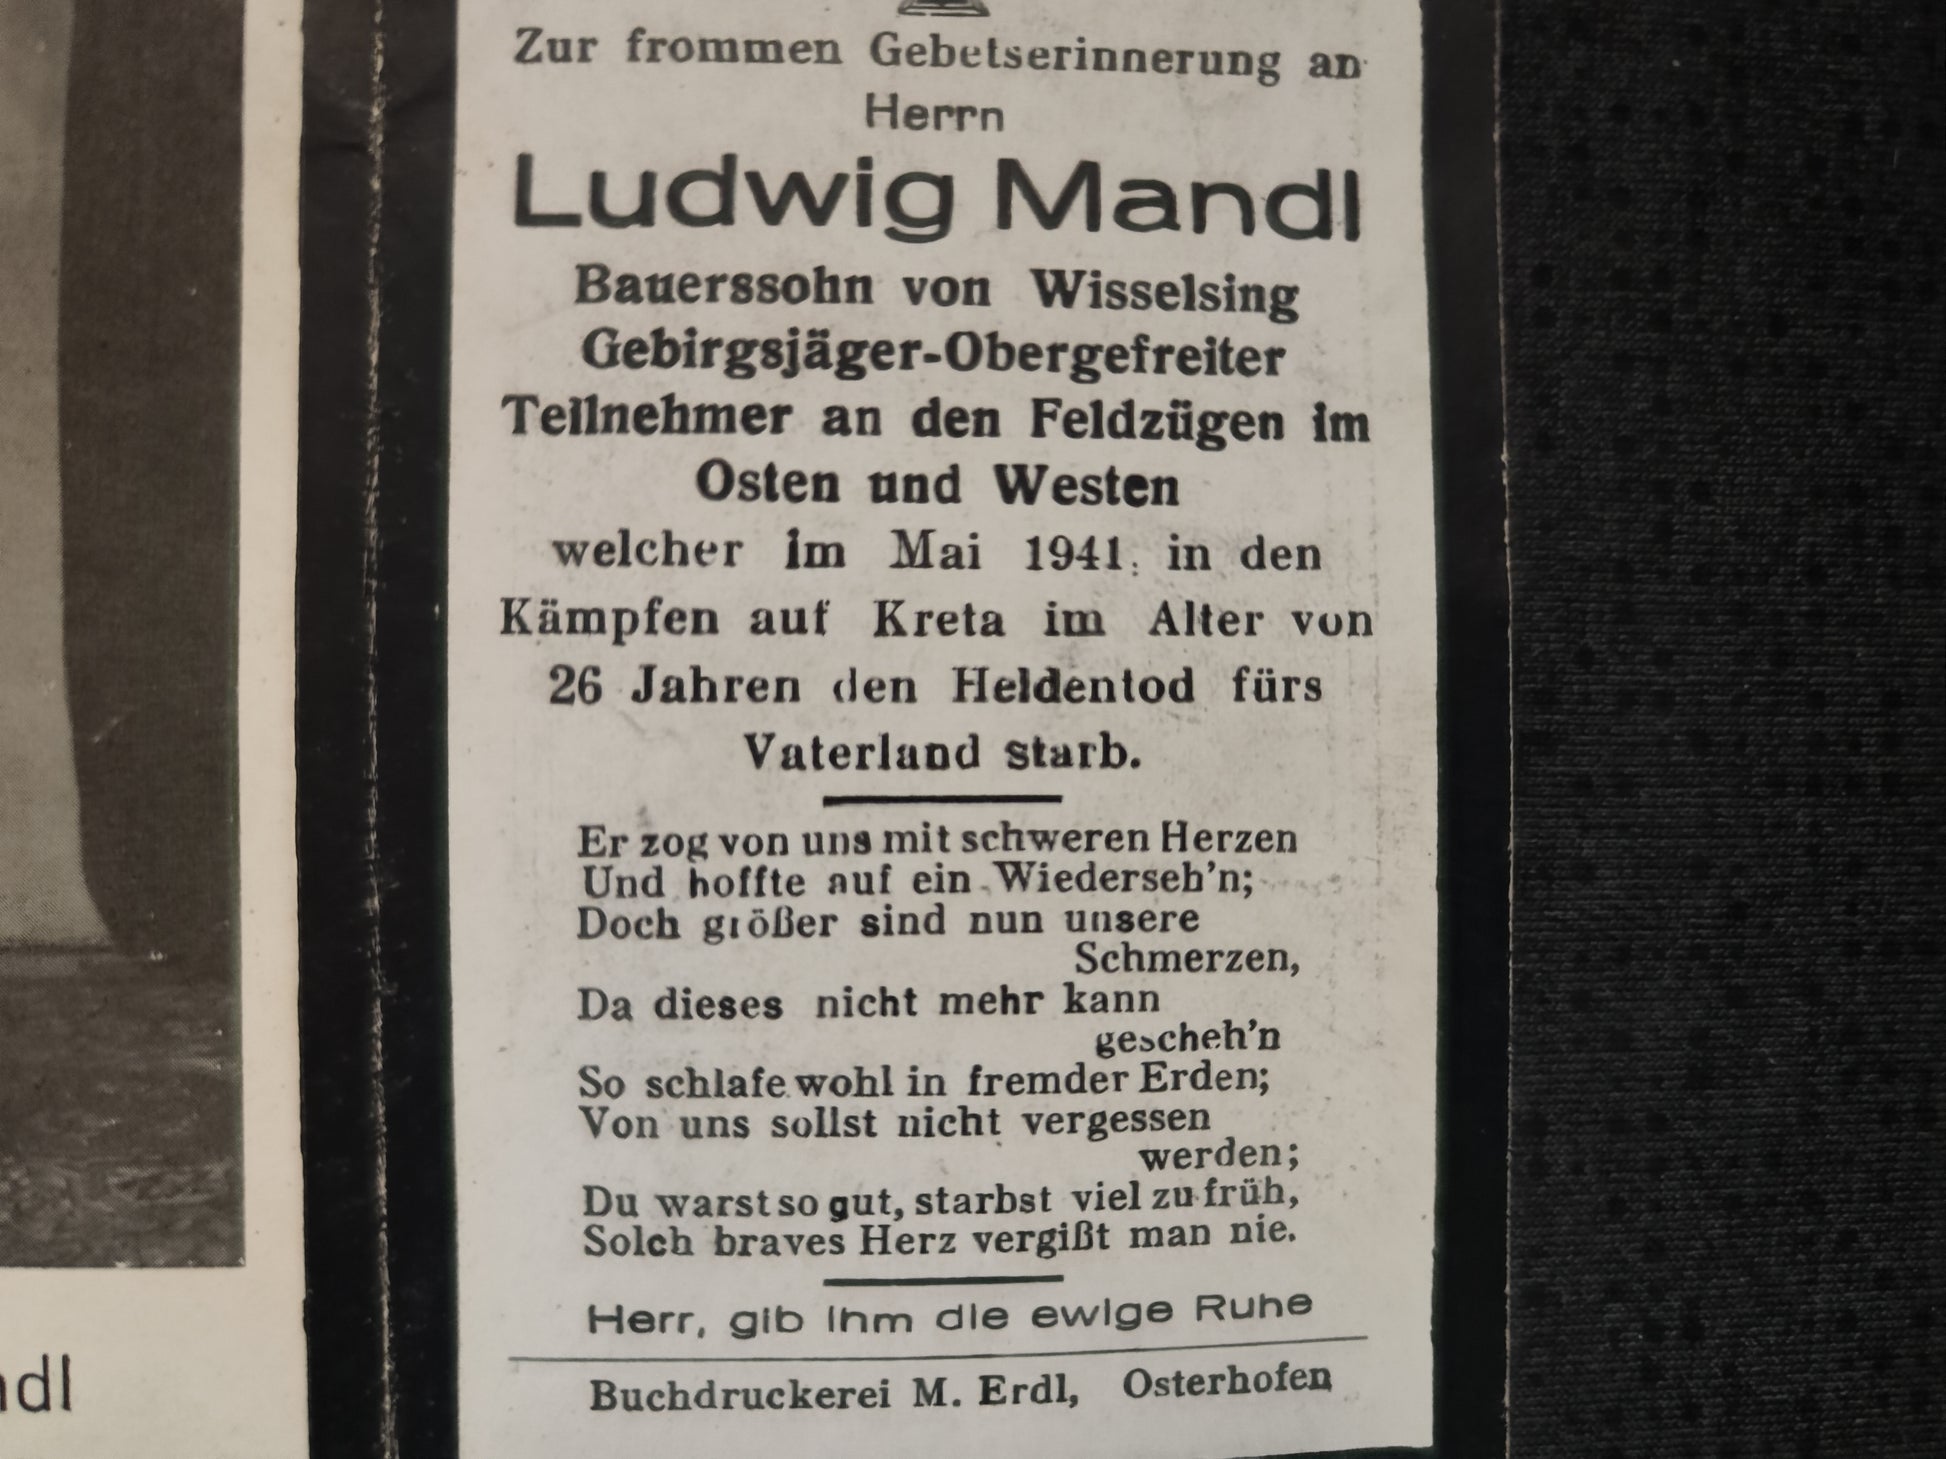 Zur frommen Gebetserinnerung an
Herrn
Ludwig Mandl
Bauerssohn von Wisselsing
Gebirgsjäger-Obergefreiter
Teilnehmer an den Feldzügen im
Osten und Westen
welcher im Mai 1941 in den
Kämpfen auf Kreta im Alter von
26 Jahren den Heldentod fürs
Vaterland starb.
Er zog von uns mit schweren Herzen
Und hoffte auf ein Wiederseh'n;
Doch größer sind nun unsere
Schmerzen,
Da dieses nicht mehr kann
gescheh'n
So schlafe wohl in fremder Erden;
Von uns sollst nicht vergessen
werden;
Du warst so gut, starbst viel zu früh,
Solch braves Herz vergißt man nie.
Herr, gib ihm die ewige Ruhe
Buchdruckerei M. Erdl, Osterhofen